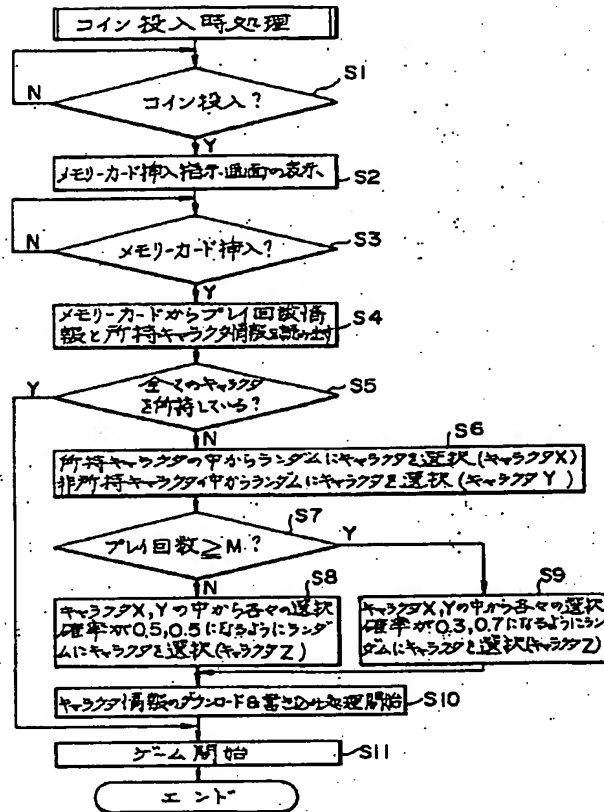 コイン投入時処理
S1
コイン投入?
N
Y
メモリーカード挿入指示画面の表示
S2
メモリーカード挿入?
S3
N
Y
メモリーカードからプレイ回数情
報と所持キャラクタ情報を読み出す
S4
全てのキャラクタ
を所持している?
S5
Y
N
S6
所持キャラクタの中からランダムにキャラクタを選択(キャラクタX)
非所持キャラクタの中からランダムにキャラクタを選択(キャラクタY)
S7
プレイ回数≧M?
Y
N
S8
キャラクタX,Yの中から各々の選択
確率が0.5,0.5になるようにラン
ダムにキャラクタを選択(キャラクタZ)
S9
キャラクタX,Yの中から各々の選択
確率が0.3,0.7になるようにラン
ダムにキャラクタを選択(キャラクタZ)
キャラクタ情報のダウンロード&書き込み処理開始
S10
ゲーム開始
S11
エンド